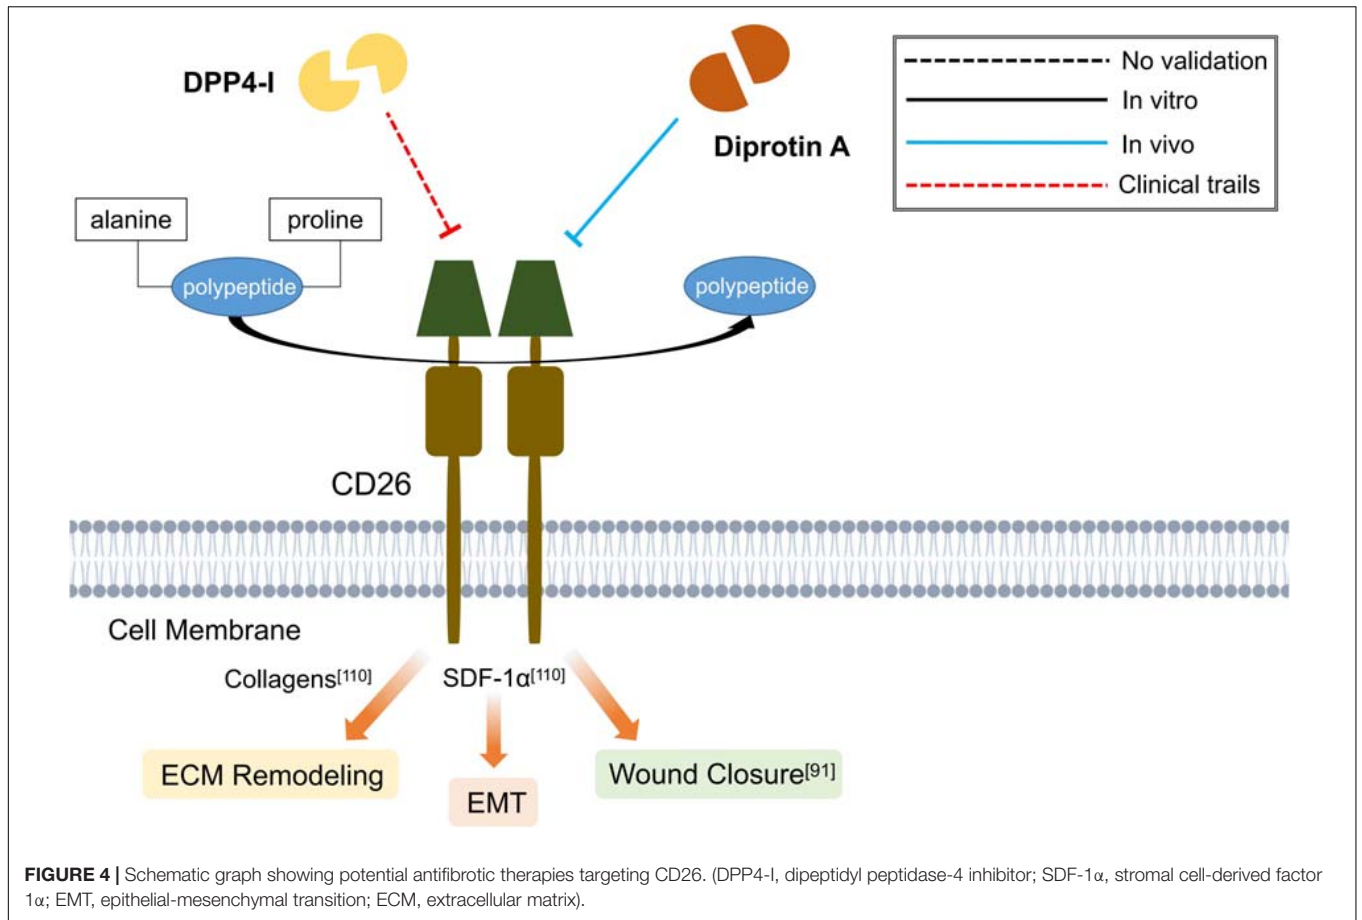 DPP4-I
Diprotin A
No validation
In vitro
In vivo
Clinical trails
alanine
proline
polypeptide
polypeptide
CD26
Cell Membrane
Collagens[110]
SDF-1α[110]
ECM Remodeling
EMT
Wound Closure[91]
FIGURE 4 | Schematic graph showing potential antifibrotic therapies targeting CD26. (DPP4-I, dipeptidyl peptidase-4 inhibitor; SDF-1α, stromal cell-derived factor
1α; EMT, epithelial-mesenchymal transition; ECM, extracellular matrix).